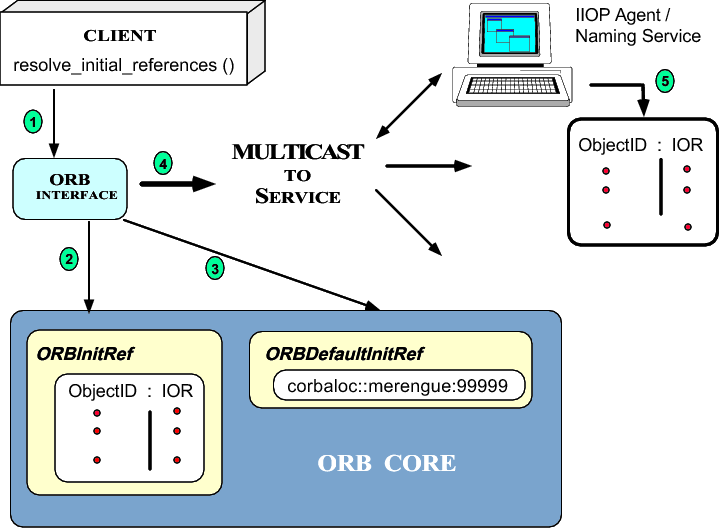 CLIENT
resolve_initial_references ()
IIOP Agent /
Naming Service
1
5
ObjectID : IOR
4
MULTICAST
TO
SERVICE
ORB
INTERFACE
2
3
ORBInitRef
ObjectID : IOR
ORBDefaultInitRef
corbaloc::merengue:99999
ORB CORE